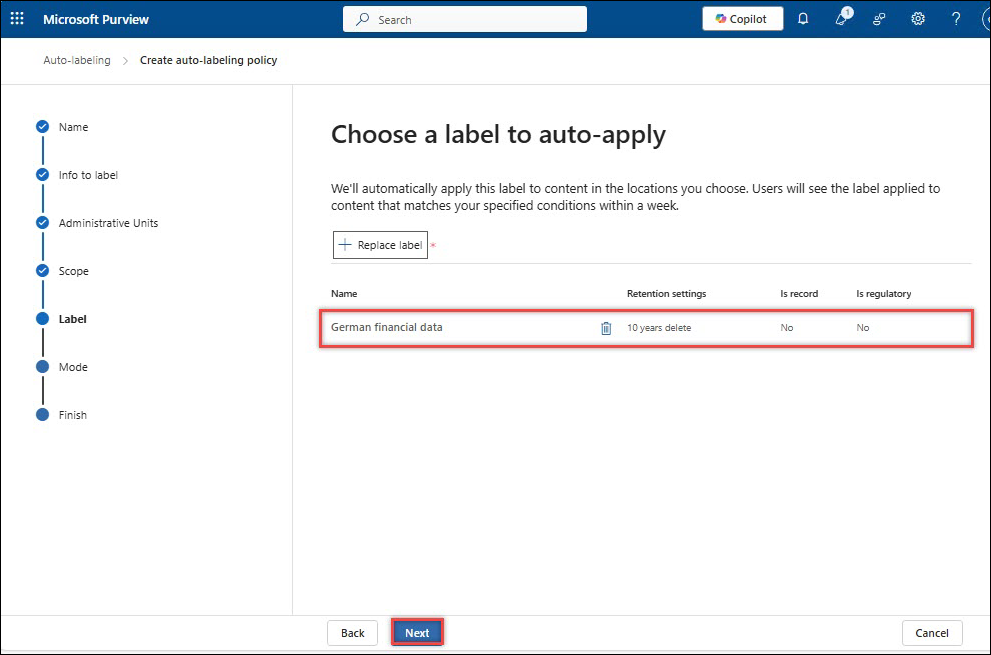 Microsoft Purview
Search
Copilot
1
?
Auto-labeling > Create auto-labeling policy
Name
Info to label
Administrative Units
Scope
Label
Mode
Finish
Choose a label to auto-apply
We'll automatically apply this label to content in the locations you choose. Users will see the label applied to
content that matches your specified conditions within a week.
+ Replace label *
Name Retention settings Is record Is regulatory
German financial data 10 years delete No No
Back Next Cancel